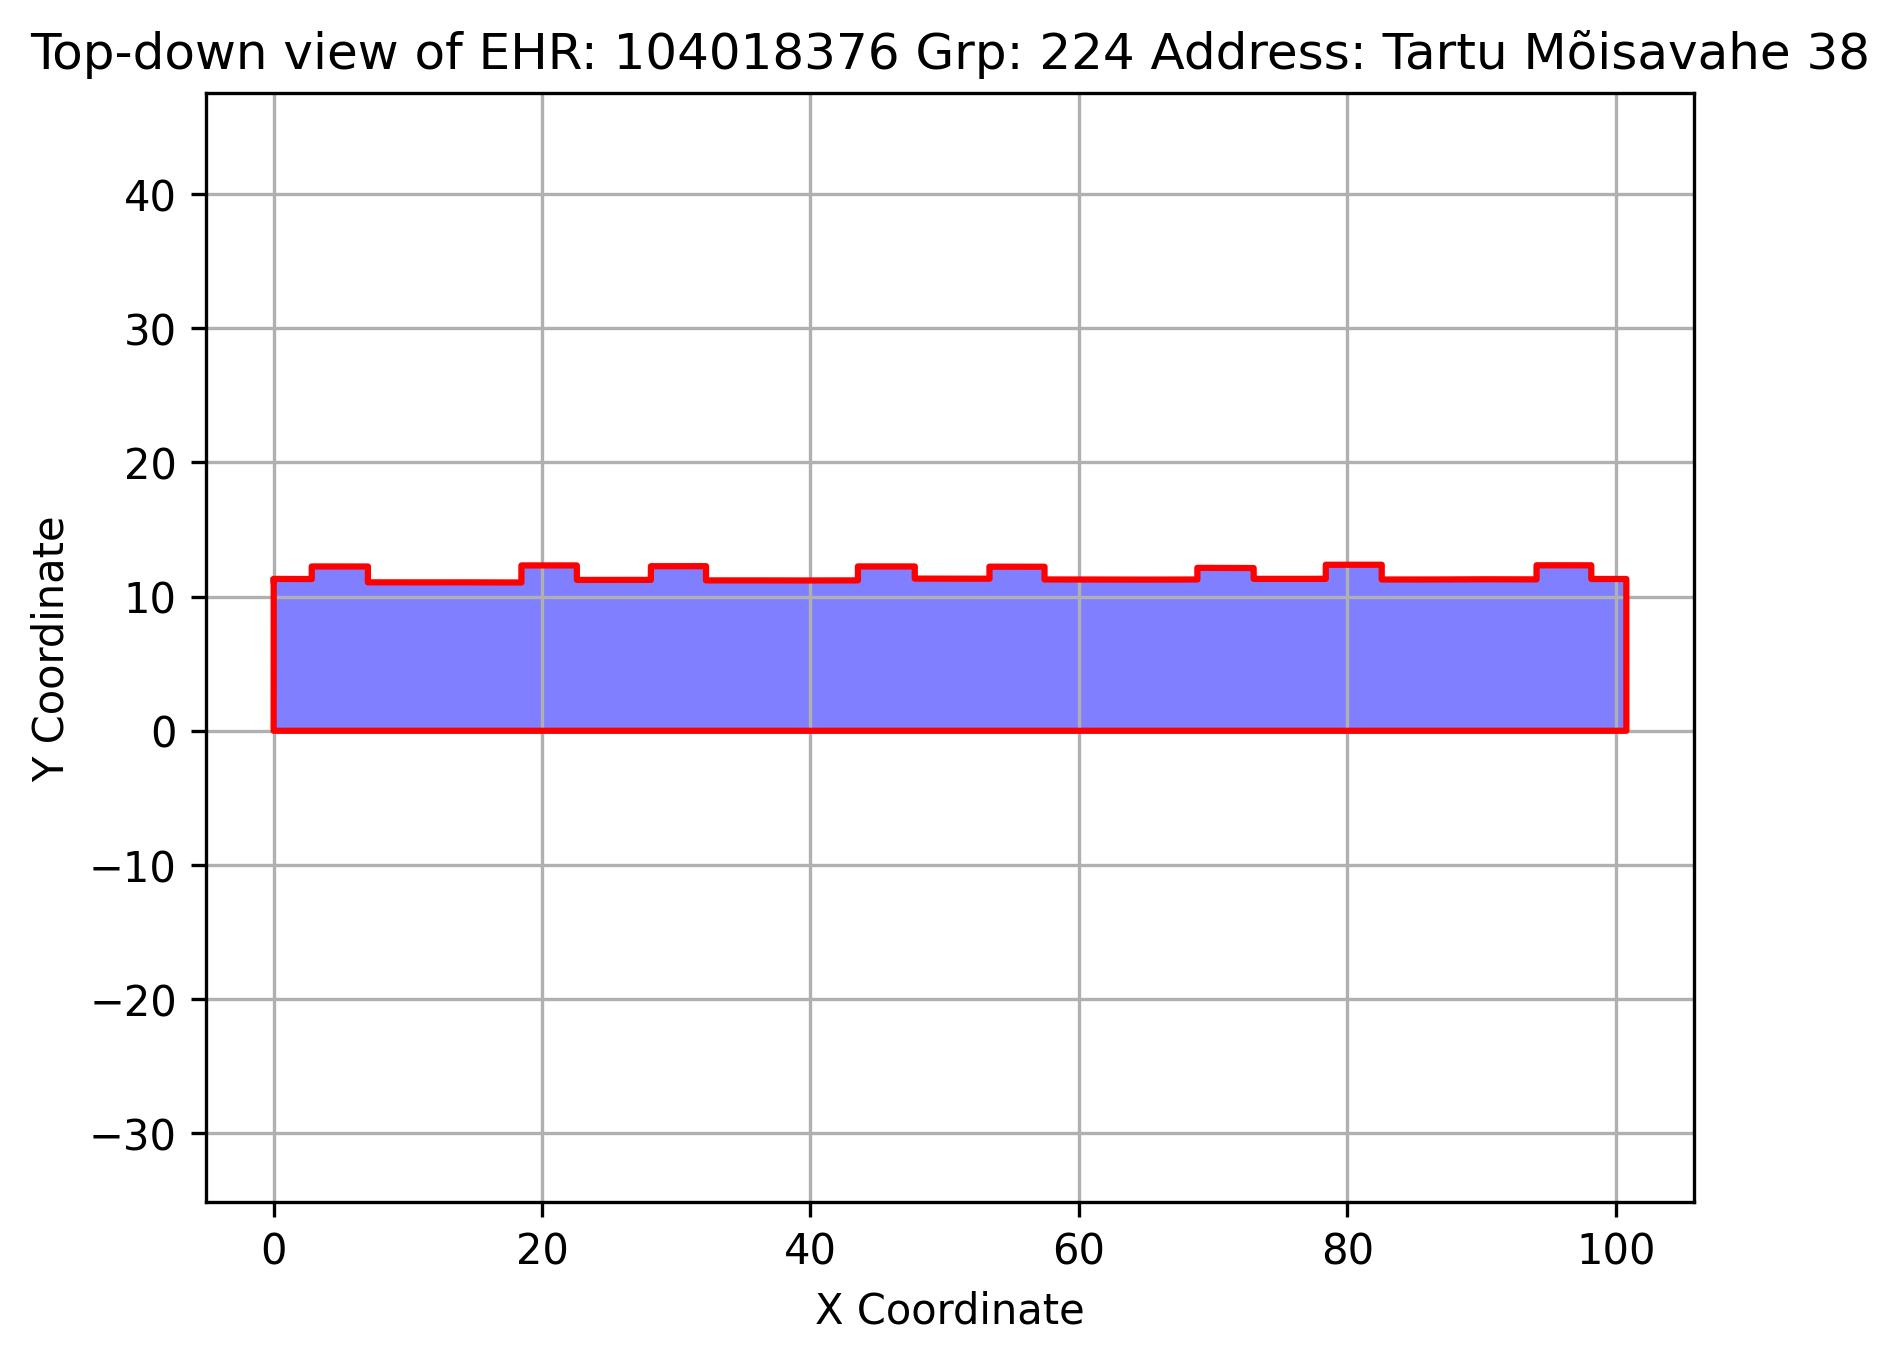 Top-down view of EHR: 104018376 Grp: 224 Address: Tartu Mõisavahe 38
40
30
20
10
0
−10
−20
−30
Y Coordinate
0 20 40 60 80 100
X Coordinate